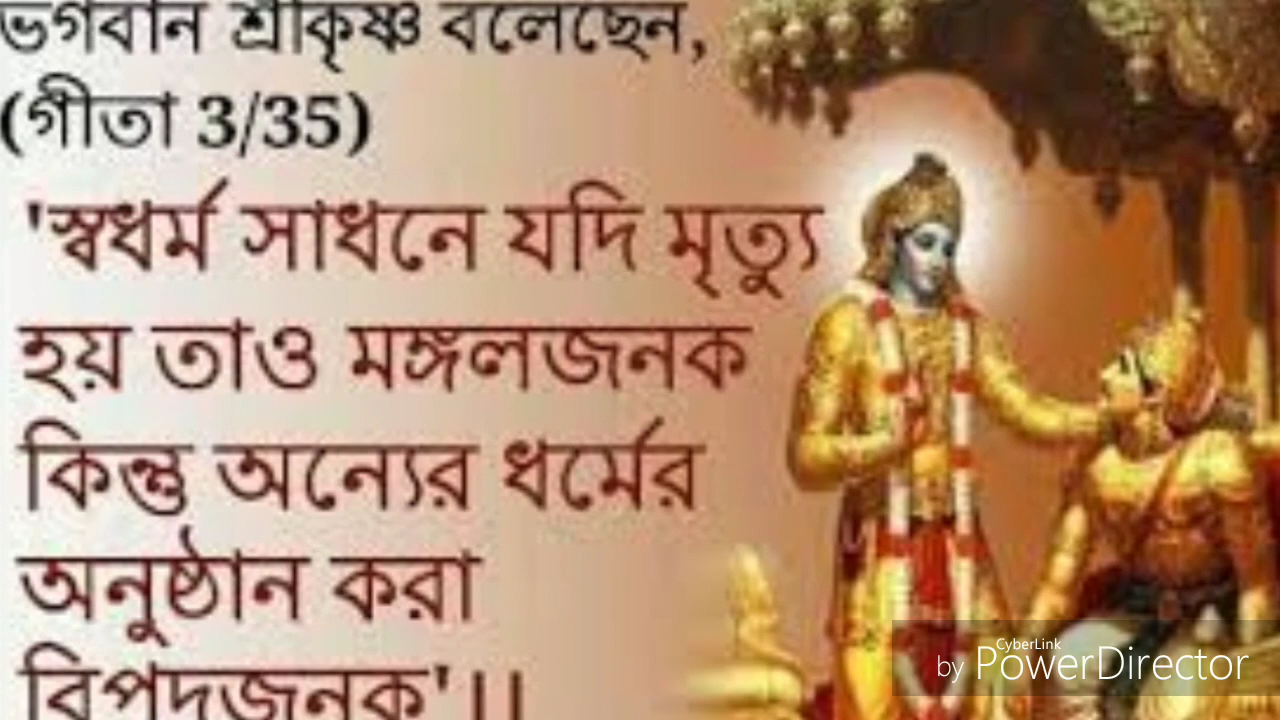 ভগবান শ্রীকৃষ্ণ বলেছেন,
(গীতা 3/35)
'স্বধর্ম সাধনে যদি মৃত্যু
হয় তাও মঙ্গলজনক
কিন্তু অন্যের ধর্মের
অনুষ্ঠান করা
বিপদজনক'।।
CyberLink
by PowerDirector